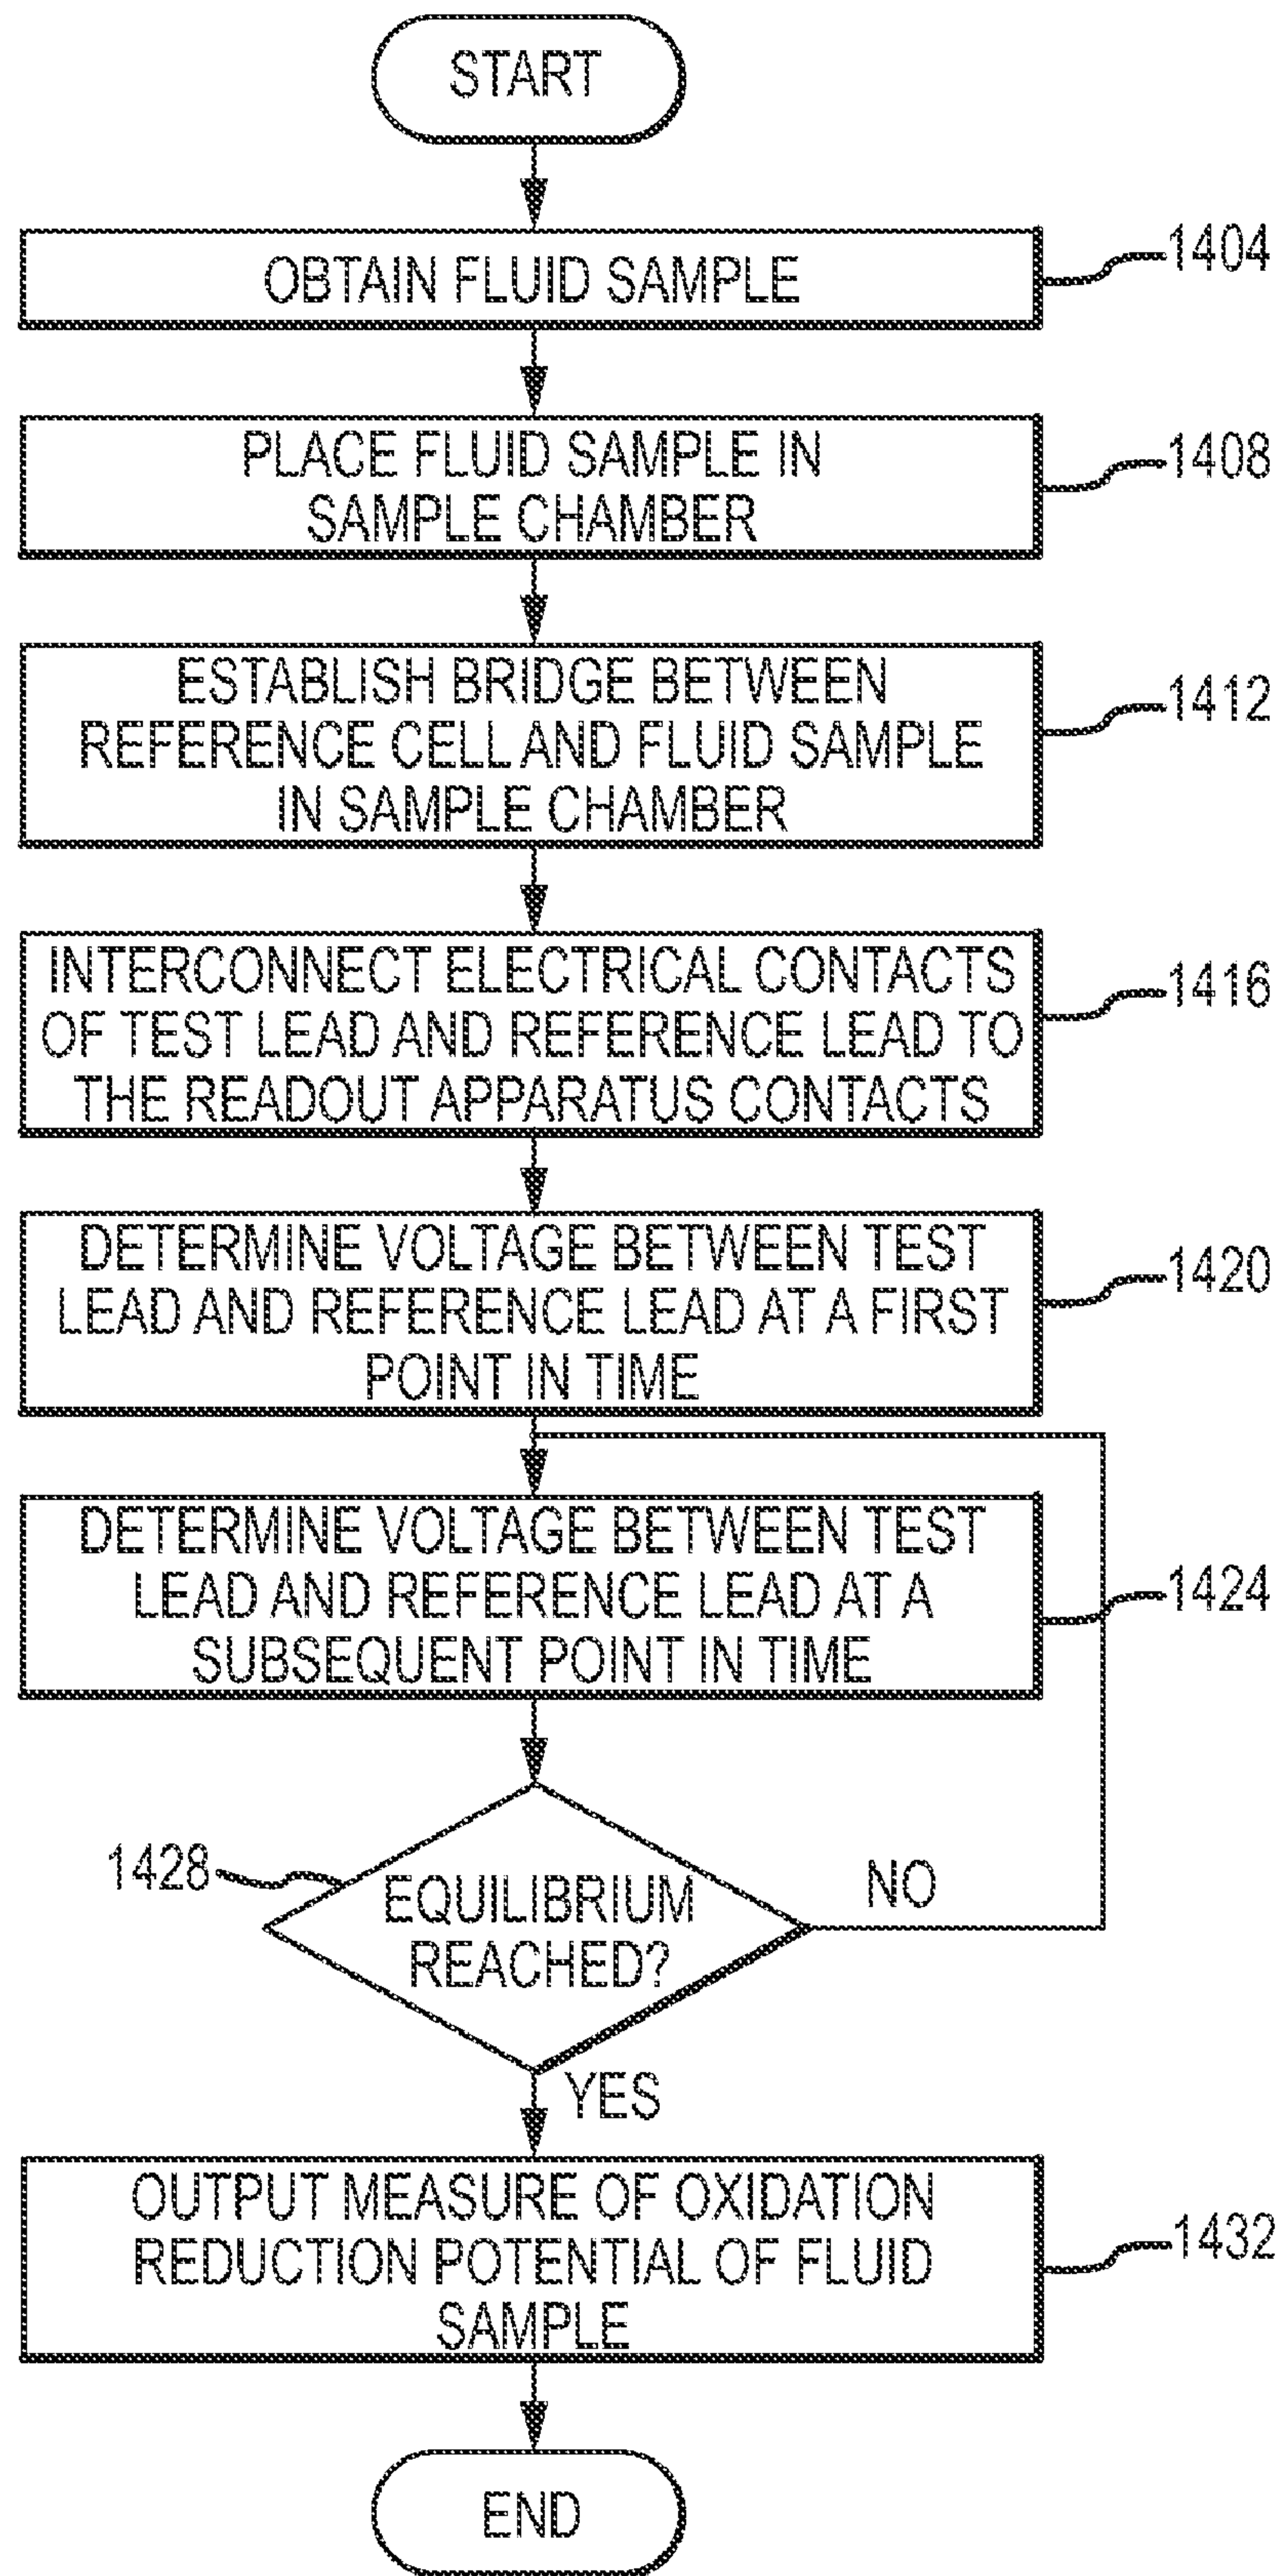 START
OBTAIN FLUID SAMPLE
1404
PLACE FLUID SAMPLE IN
SAMPLE CHAMBER
1408
ESTABLISH BRIDGE BETWEEN
REFERENCE CELL AND FLUID SAMPLE
IN SAMPLE CHAMBER
1412
INTERCONNECT ELECTRICAL CONTACTS
OF TEST LEAD AND REFERENCE LEAD TO
THE READOUT APPARATUS CONTACTS
1416
DETERMINE VOLTAGE BETWEEN TEST
LEAD AND REFERENCE LEAD AT A FIRST
POINT IN TIME
1420
DETERMINE VOLTAGE BETWEEN TEST
LEAD AND REFERENCE LEAD AT A
SUBSEQUENT POINT IN TIME
1424
1428
EQUILIBRIUM
REACHED?
NO
YES
OUTPUT MEASURE OF OXIDATION
REDUCTION POTENTIAL OF FLUID
SAMPLE
1432
END